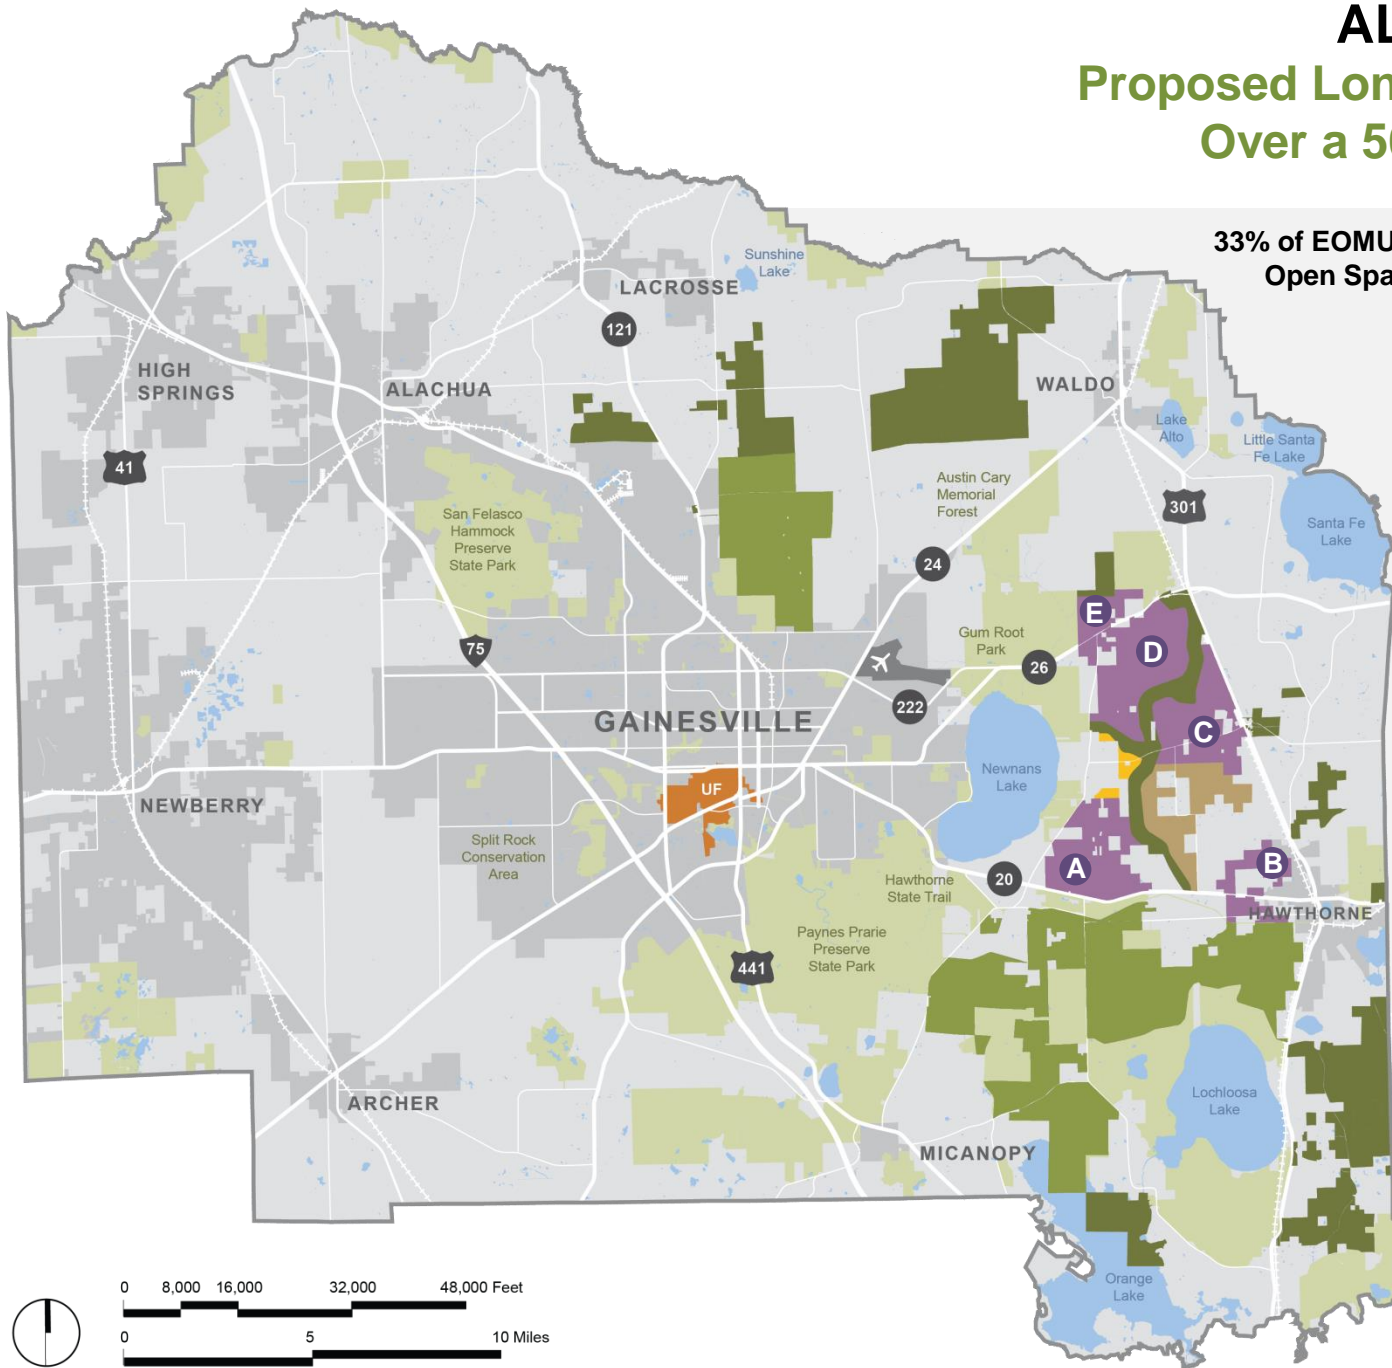 AL
Proposed Lon
Over a 50
33% of EOMU
Open Spa
Sunshine
Lake
LACROSSE
121
HIGH
SPRINGS
ALACHUA
WALDO
Lake
Alto
Little Santa
Fe Lake
41
Austin Cary
Memorial
Forest
301
San Felasco
Hammock
Preserve
State Park
Santa Fe
Lake
24
E
Gum Root
Park
75
D
26
222
GAINESVILLE
C
Newnans
Lake
UF
NEWBERRY
Split Rock
Conservation
Area
A
B
20
Hawthorne
State Trail
HAWTHORNE
Paynes Prarie
Preserve
State Park
441
Lochloosa
Lake
ARCHER
MICANOPY
Orange
Lake
0 8,000 16,000 32,000 48,000 Feet
0 5 10 Miles